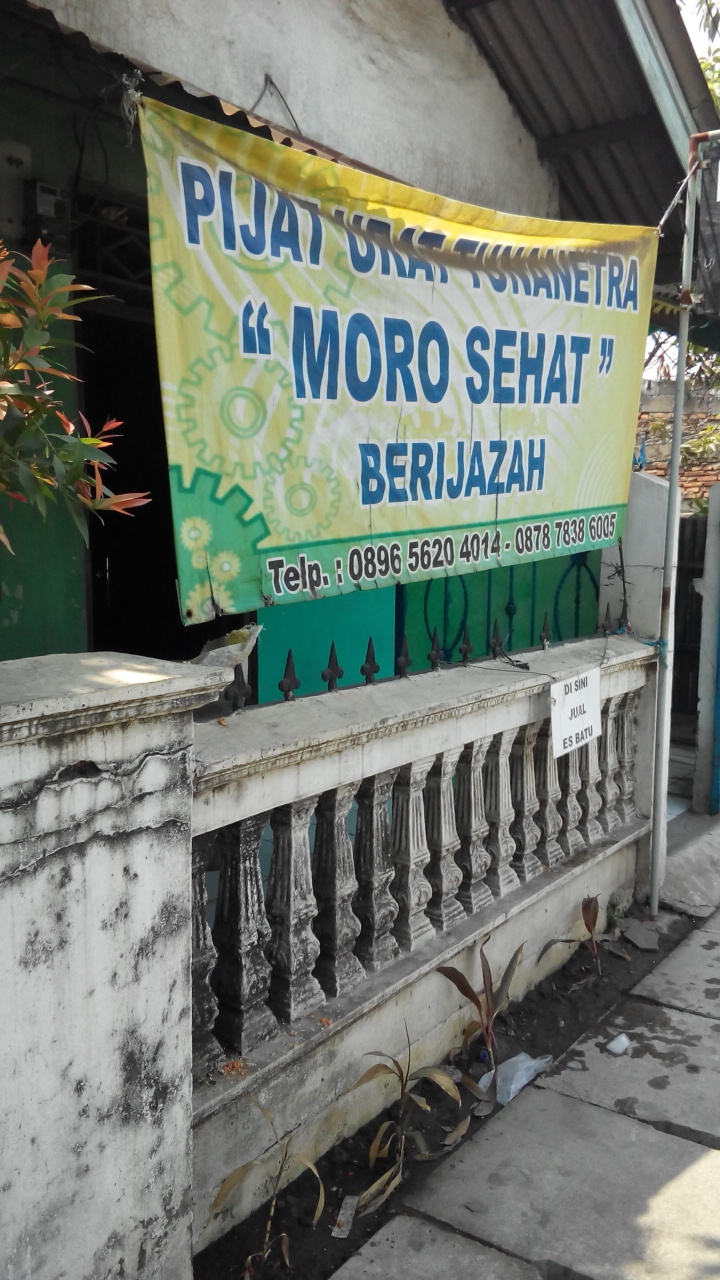 PIJAT URAT TUNANETRA
“ MORO SEHAT ”
BERIJAZAH
Telp. : 0896 5620 4014 - 0878 7838 6005
DI SINI
JUAL
ES BATU